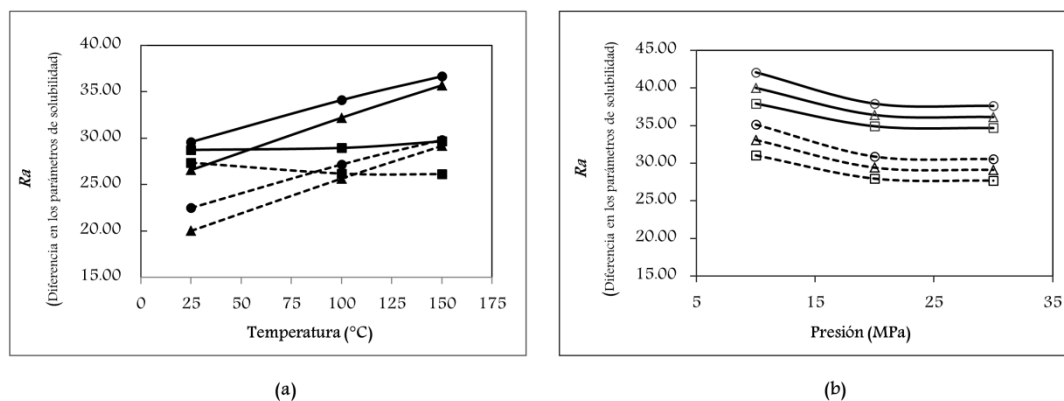 40.00
35.00
30.00
25.00
20.00
15.00
0 25 50 75 100 125 150 175
Ra
(Diferencia en los parámetros de solubilidad)
Temperatura (°C)
(a)
45.00
40.00
35.00
30.00
25.00
20.00
15.00
5 15 25 35
Ra
(Diferencia en los parámetros de solubilidad)
Presión (MPa)
(b)